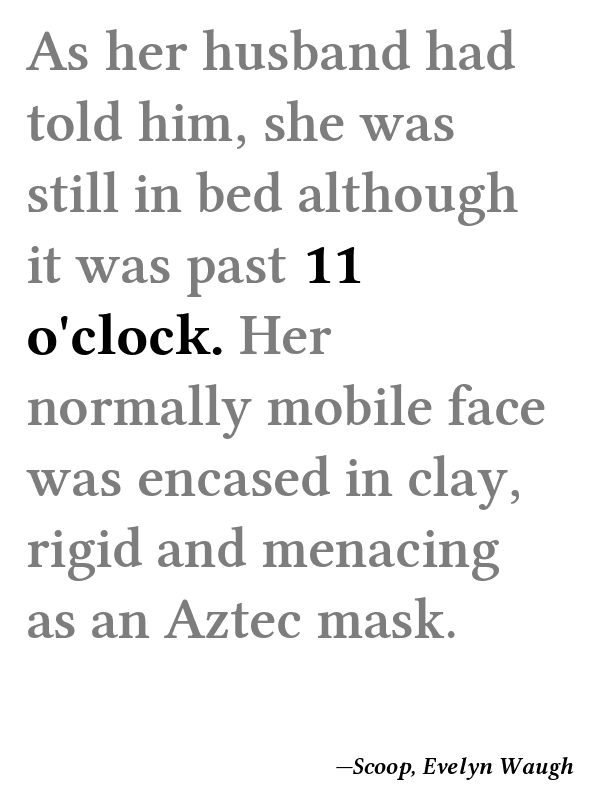 As her husband had
told him, she was
still in bed although
it was past 11
o'clock. Her
normally mobile face
was encased in clay,
rigid and menacing
as an Aztec mask.
—Scoop, Evelyn Waugh